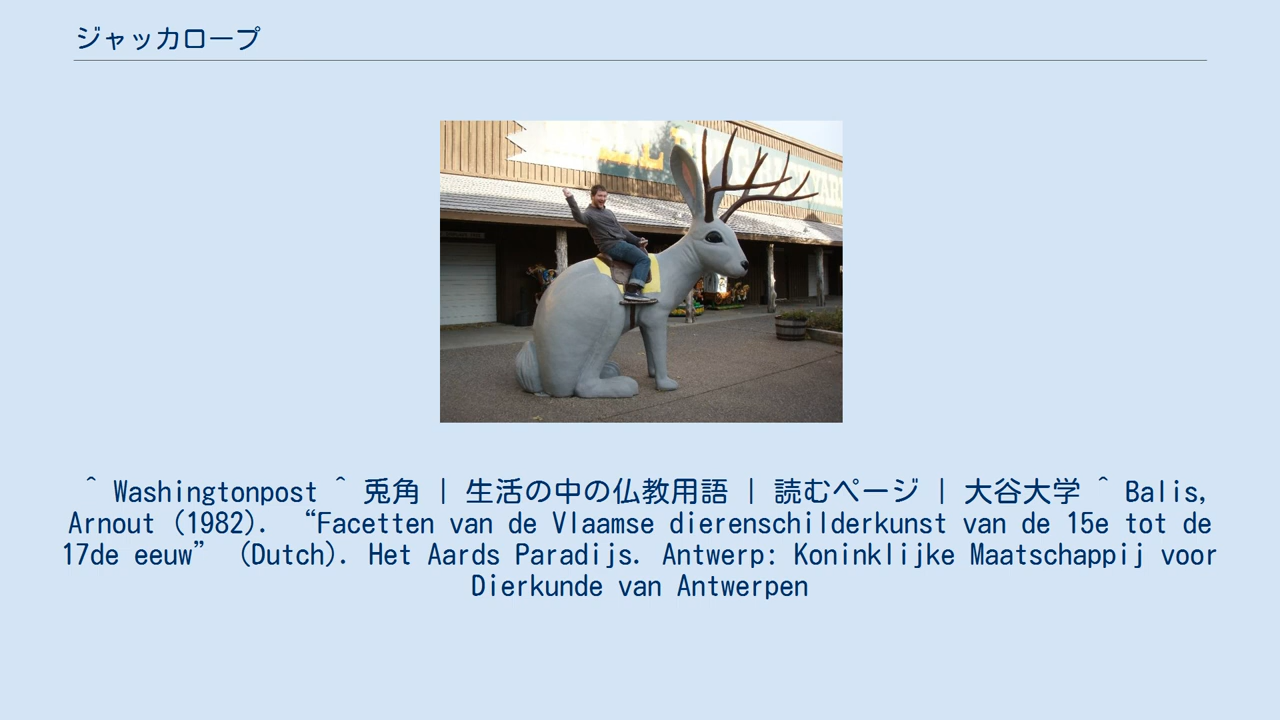 ジャッカロープ
^ Washingtonpost ^ 兎角 | 生活の中の仏教用語 | 読むページ | 大谷大学 ^ Balis,
Arnout (1982). “Facetten van de Vlaamse dierenschilderkunst van de 15e tot de
17de eeuw” (Dutch). Het Aards Paradijs. Antwerp: Koninklijke Maatschappij voor
Dierkunde van Antwerpen